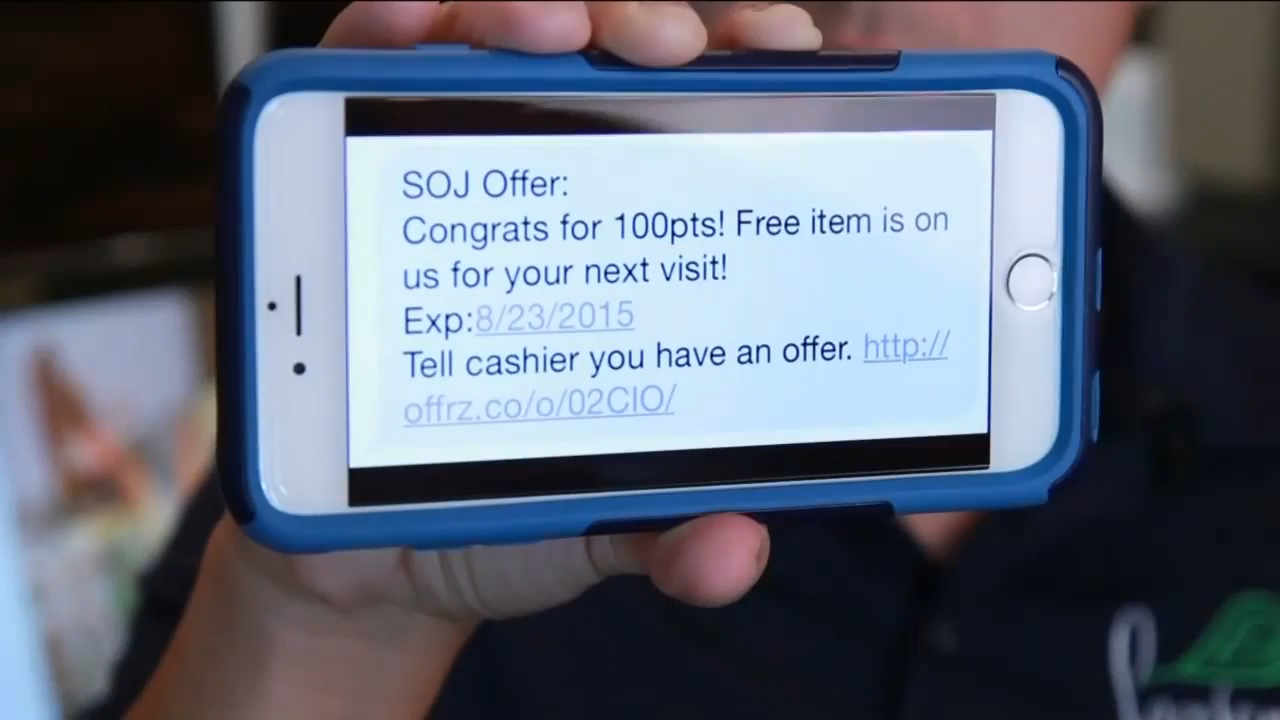 SOJ Offer:
Congrats for 100pts! Free item is on
us for your next visit!
Exp:8/23/2015
Tell cashier you have an offer. http://
offrz.co/o/02CIO/